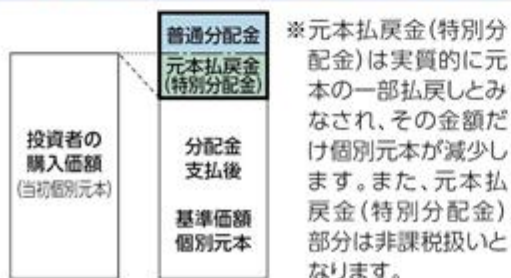 普通分配金
元本払戻金
(特別分配金)
投資者の
購入価額
(当初個別元本)
分配金
支払後
基準価額
個別元本
※元本払戻金(特別分
配金)は実質的に元
本の一部払戻しとみ
なされ、その金額だ
け個別元本が減少し
ます。また、元本払
戻金(特別分配金)
部分は非課税扱いと
なります。